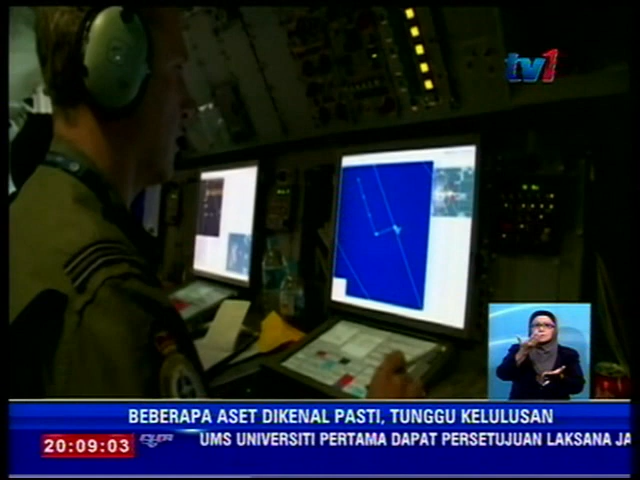 tv1
BEBERAPA ASET DIKENAL PASTI, TUNGGU KELULUSAN
20:09:03
UMS UNIVERSITI PERTAMA DAPAT PERSETUJUAN LAKSANA JA